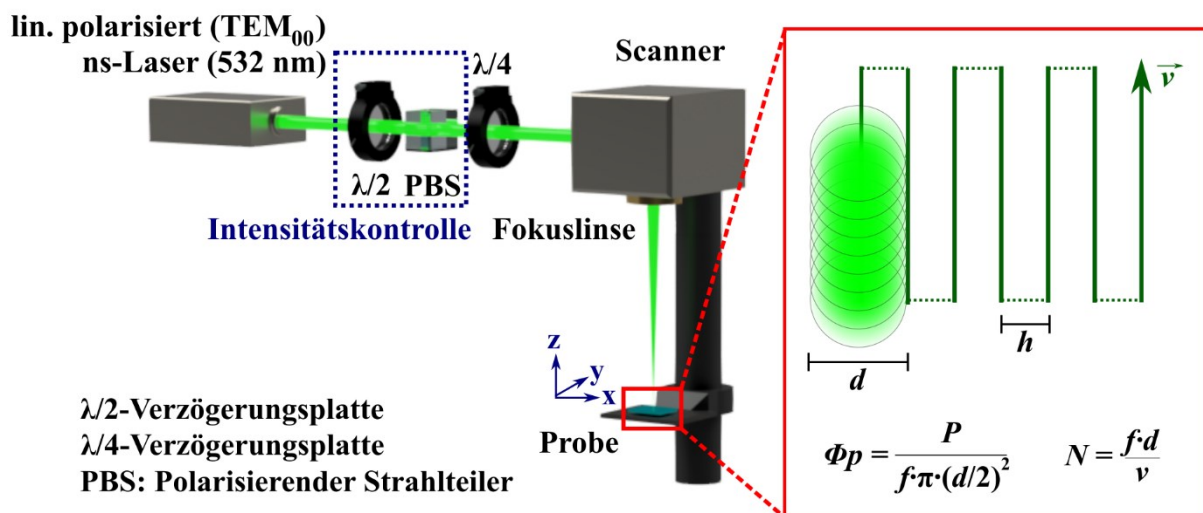 lin. polarisiert (TEM₀₀)
ns-Laser (532 nm)
λ/4
Scanner
λ/2 PBS
Intensitätskontrolle
Fokuslinse
z
y
x
Probe
λ/2-Verzögerungsplatte
λ/4-Verzögerungsplatte
PBS: Polarisierender Strahlteiler
v⃗
h
d
Φp = P / f·π·(d/2)²
N = f·d / v